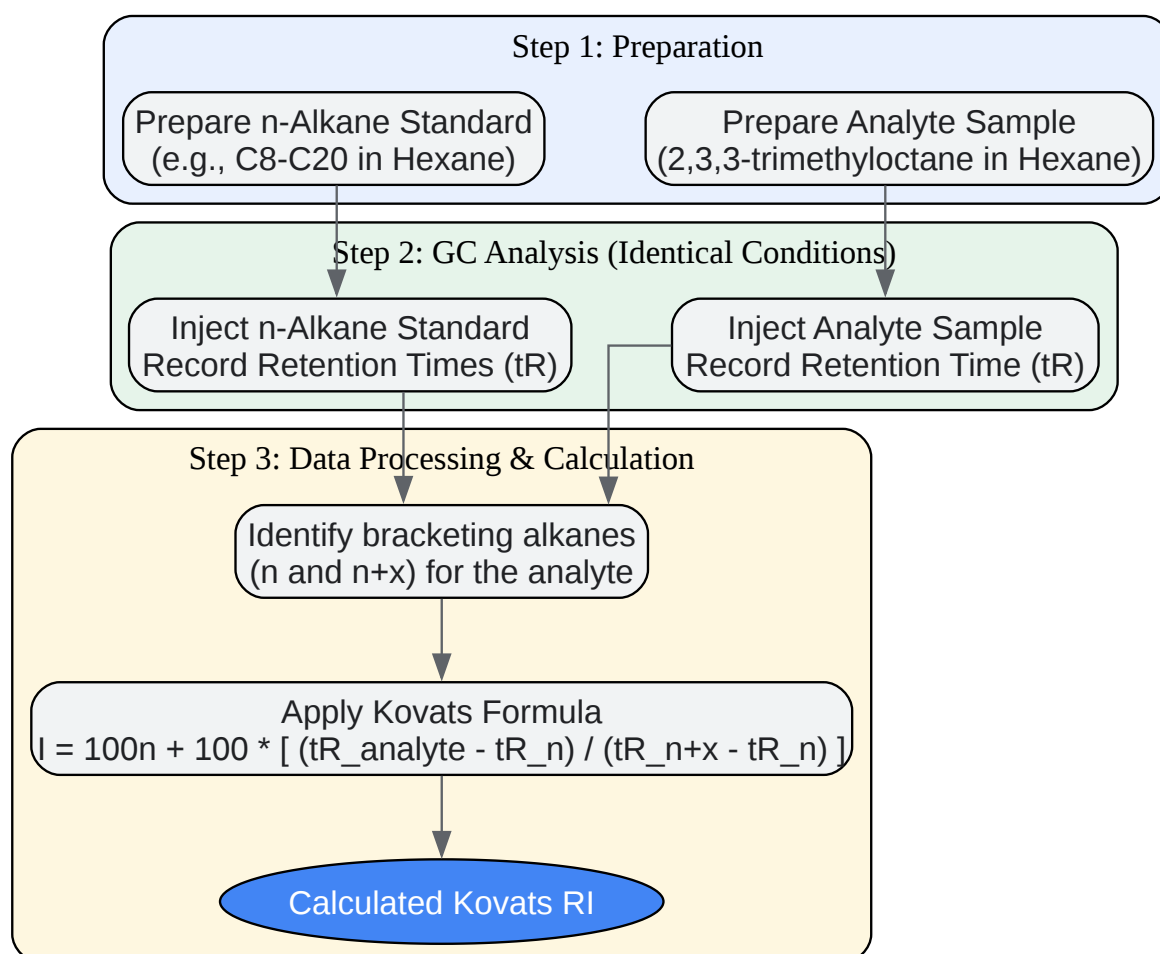 Step 1: Preparation
Prepare n-Alkane Standard
(e.g., C8-C20 in Hexane)
Prepare Analyte Sample
(2,3,3-trimethyloctane in Hexane)
Step 2: GC Analysis (Identical Conditions)
Inject n-Alkane Standard
Record Retention Times (tR)
Inject Analyte Sample
Record Retention Time (tR)
Step 3: Data Processing & Calculation
Identify bracketing alkanes
(n and n+x) for the analyte
Apply Kovats Formula
I = 100n + 100 * [ (tR_analyte - tR_n) / (tR_n+x - tR_n) ]
Calculated Kovats RI